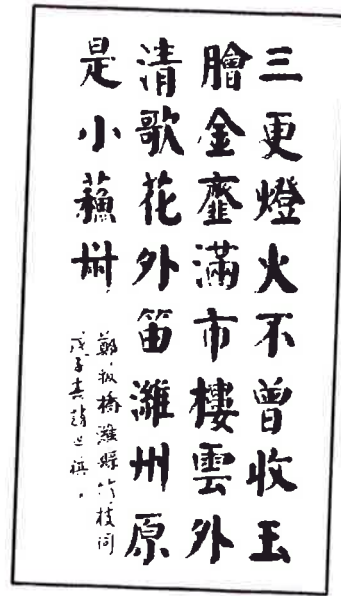 三更燈火不曾收玉
膾金齏滿市樓雲外
清歌花外笛濰州原
是小蘇州
鄭板橋濰縣竹枝詞
戊子春趙